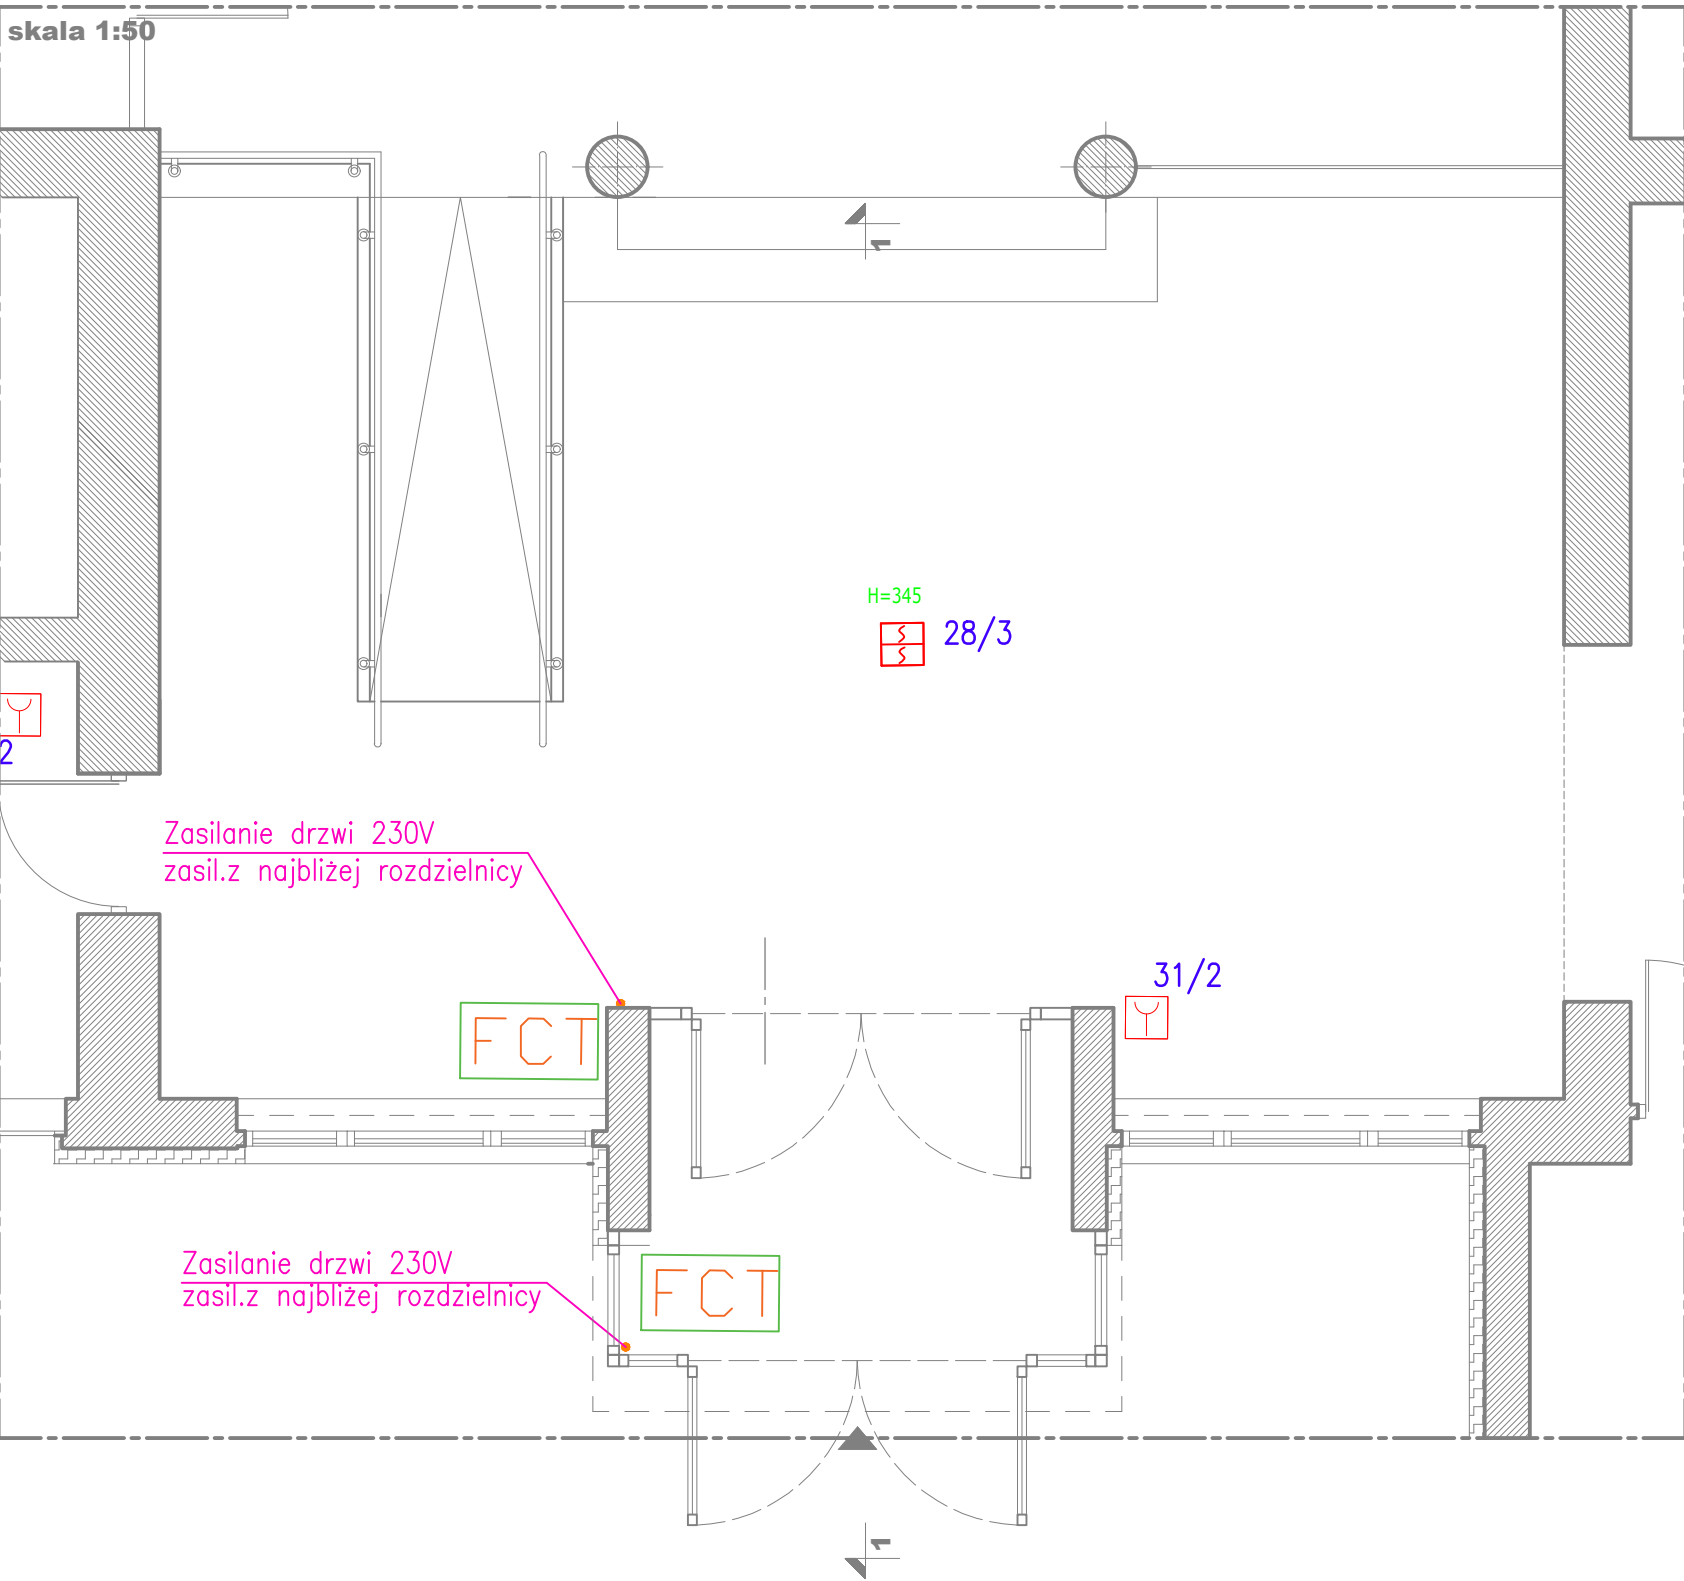 skala 1:50
1
H=345
28/3
2
Zasilanie drzwi 230V
zasil.z najbliżej rozdzielnicy
31/2
FCT
Zasilanie drzwi 230V
zasil.z najbliżej rozdzielnicy
FCT
1